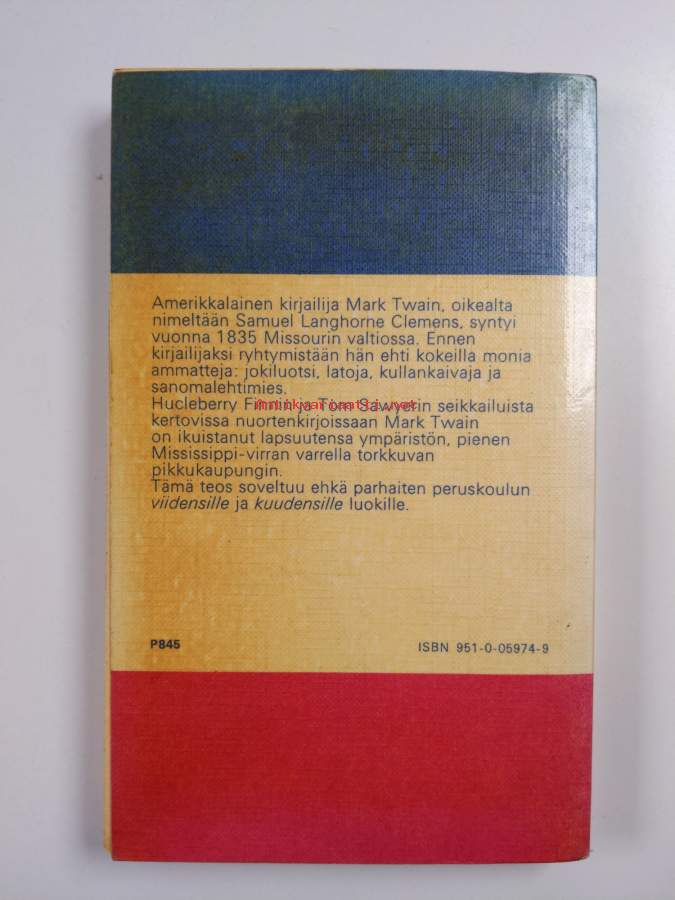 Amerikkalainen kirjailija Mark Twain, oikealta
nimeltään Samuel Langhorne Clemens, syntyi
vuonna 1835 Missourin valtiossa. Ennen
kirjailijaksi ryhtymistään hän ehti kokeilla monia
ammatteja: jokiluotsi, latoja, kullankaivaja ja
sanomalehtimies.
Hucleberry Finnin ja Tom Sawyerin seikkailuista
kertovissa nuortenkirjoissaan Mark Twain
on ikuistanut lapsuutensa ympäristön, pienen
Mississippi-virran varrella torkkuvan
pikkukaupungin.
Tämä teos soveltuu ehkä parhaiten peruskoulun
viidensille ja kuudensille luokille.
P845
ISBN 951-0-05974-9